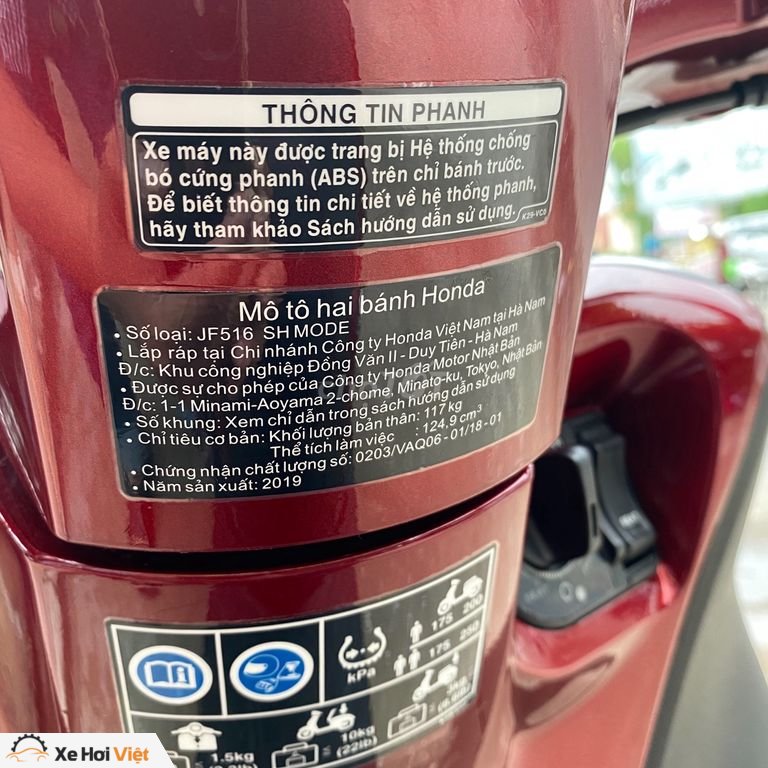 THÔNG TIN PHANH
Xe máy này được trang bị Hệ thống chống
bó cứng phanh (ABS) trên chỉ bánh trước.
Để biết thông tin chi tiết về hệ thống phanh,
hãy tham khảo Sách hướng dẫn sử dụng.
K29-VC0
Mô tô hai bánh Honda
• Số loại: JF516 SH MODE
• Lắp ráp tại Chi nhánh Công ty Honda Việt Nam tại Hà Nam
Đ/c: Khu công nghiệp Đồng Văn II - Duy Tiên - Hà Nam
• Được sự cho phép của Công ty Honda Motor Nhật Bản
Đ/c: 1-1 Minami-Aoyama 2-chome, Minato-ku, Tokyo, Nhật Bản
• Số khung: Xem chỉ dẫn trong sách hướng dẫn sử dụng
• Chỉ tiêu cơ bản: Khối lượng bản thân: 117 kg
Thể tích làm việc : 124,9 cm³
• Chứng nhận chất lượng số: 0203/VAQ06 - 01/18 - 01
• Năm sản xuất: 2019
175 200
kPa
175 250
1.5kg
10kg
(22lb)
3kg
Xe Hơi Việt